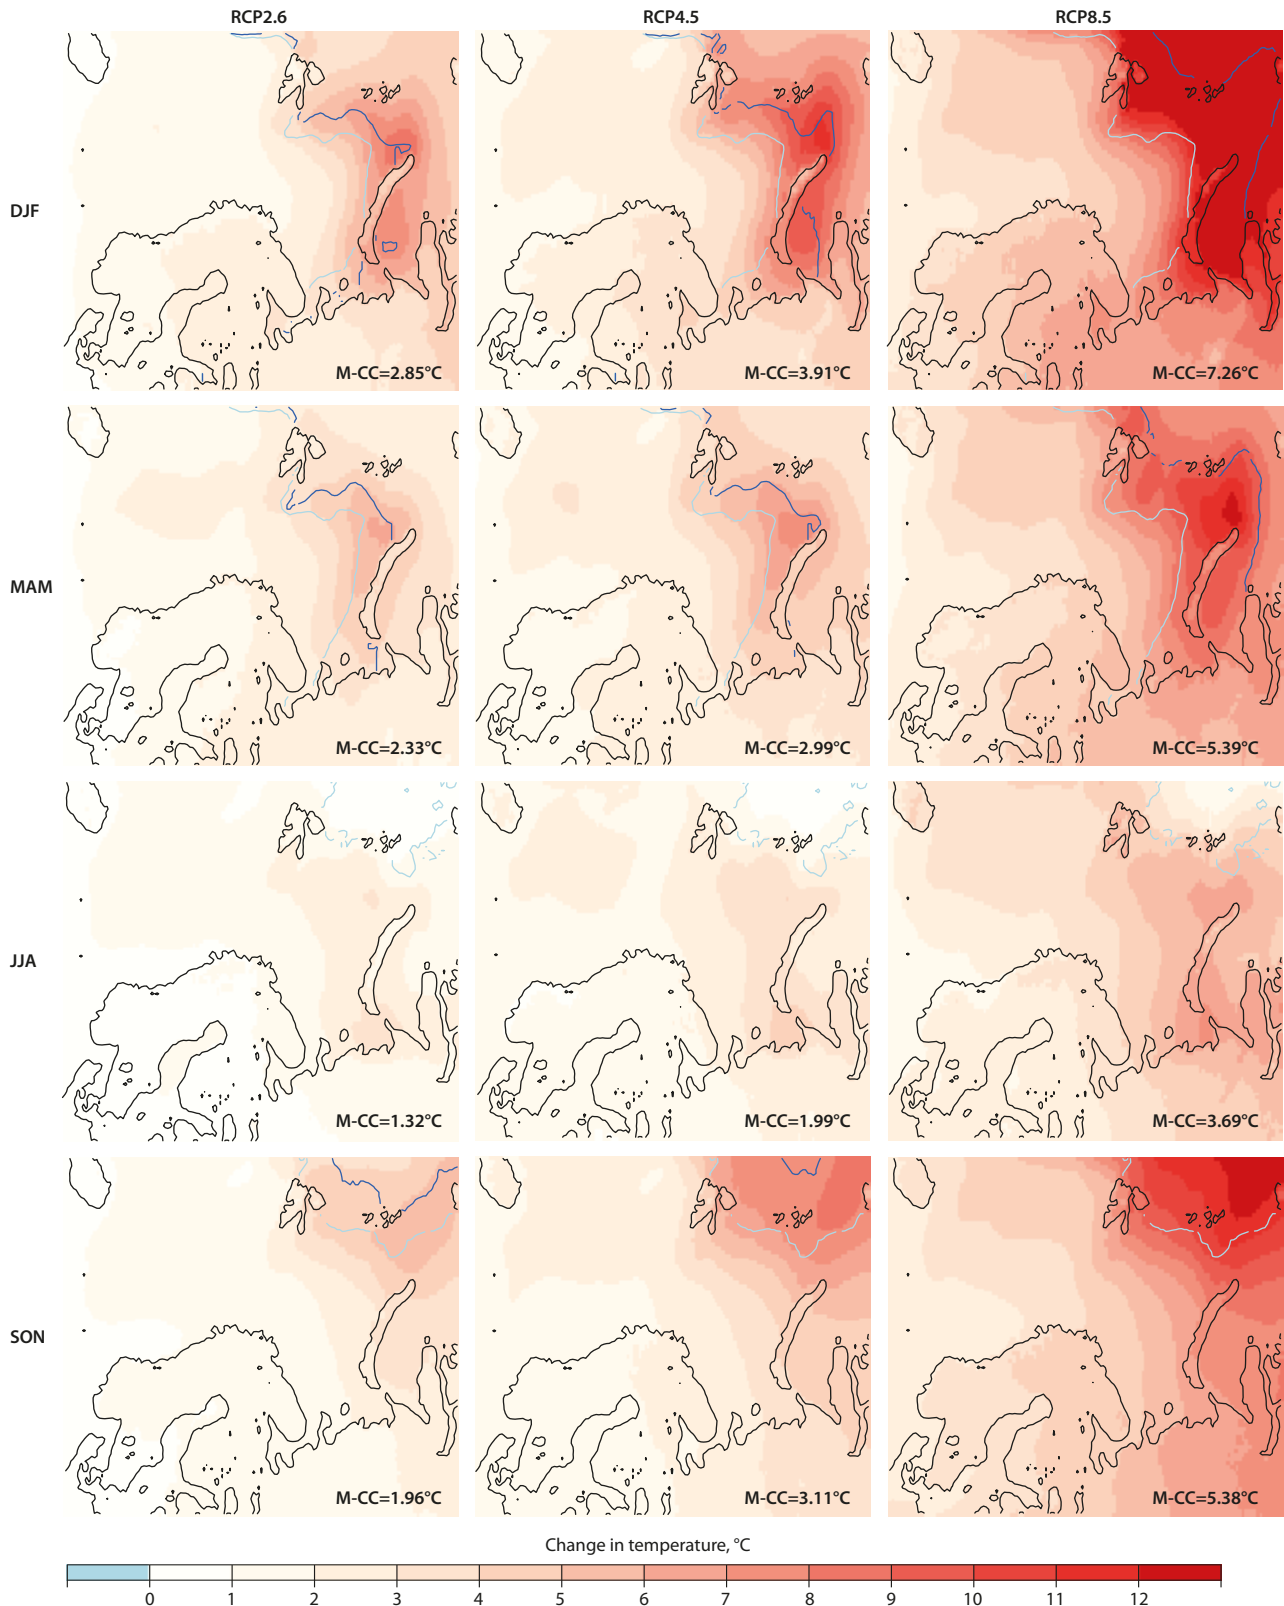 RCP2.6 RCP4.5 RCP8.5
DJF
M-CC=2.85°C M-CC=3.91°C M-CC=7.26°C
MAM
M-CC=2.33°C M-CC=2.99°C M-CC=5.39°C
JJA
M-CC=1.32°C M-CC=1.99°C M-CC=3.69°C
SON
M-CC=1.96°C M-CC=3.11°C M-CC=5.38°C
Change in temperature, °C
0 1 2 3 4 5 6 7 8 9 10 11 12